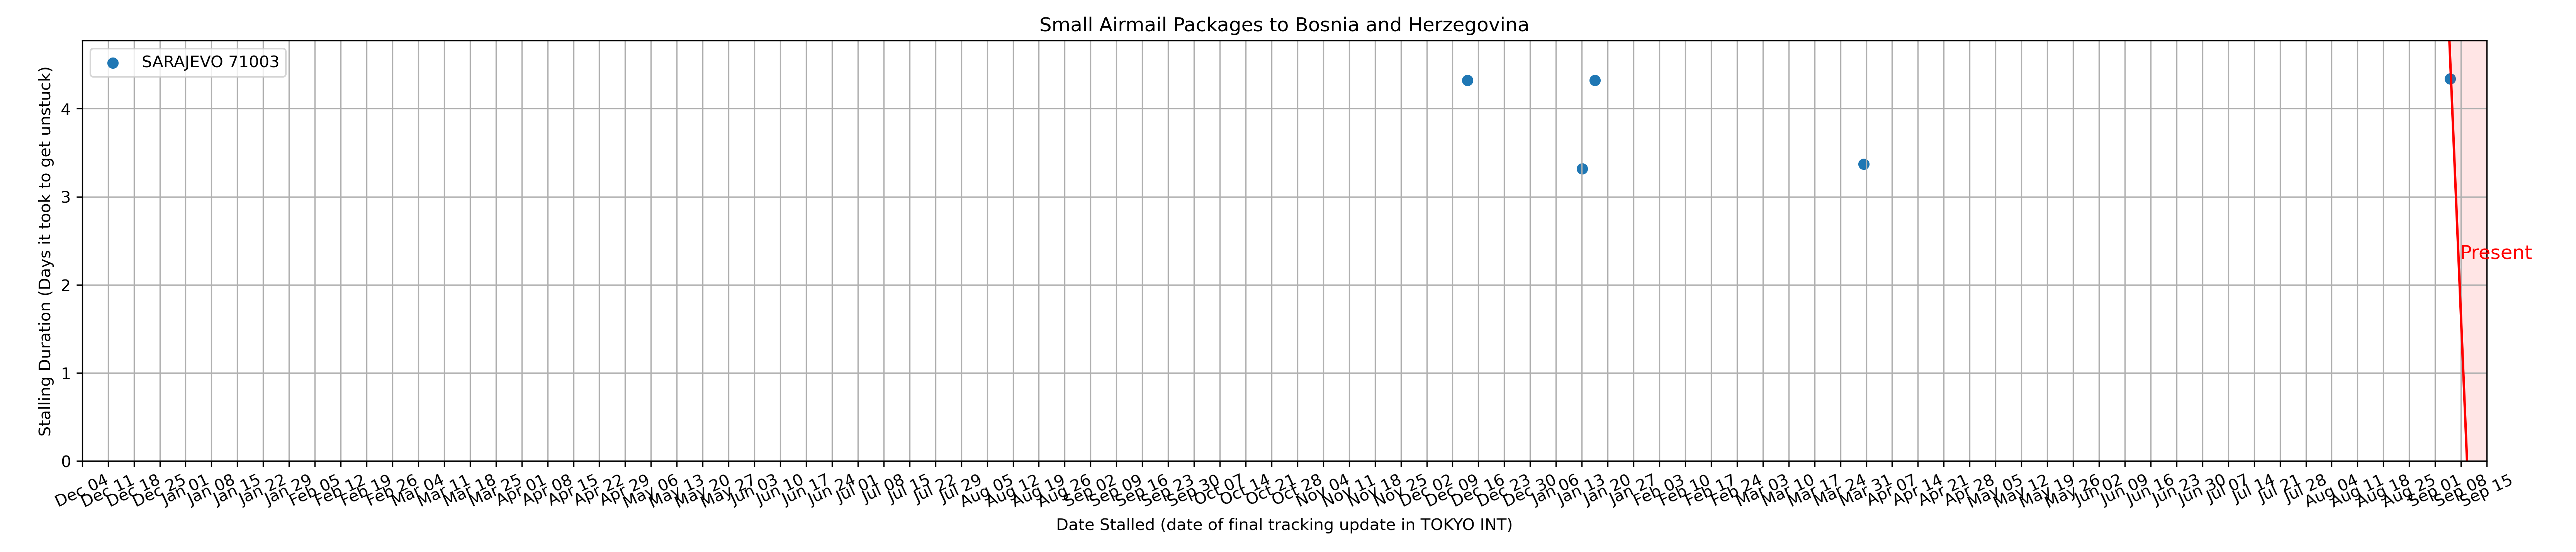 Small Airmail Packages to Bosnia and Herzegovina
SARAJEVO 71003
Stalling Duration (Days it took to get unstuck)
4
3
2
1
0
Present
Dec 04
Dec 11
Dec 18
Dec 25
Jan 01
Jan 08
Jan 15
Jan 22
Jan 29
Feb 05
Feb 12
Feb 19
Feb 26
Mar 04
Mar 11
Mar 18
Mar 25
Apr 01
Apr 08
Apr 15
Apr 22
Apr 29
May 06
May 13
May 20
May 27
Jun 03
Jun 10
Jun 17
Jun 24
Jul 01
Jul 08
Jul 15
Jul 22
Jul 29
Aug 05
Aug 12
Aug 19
Aug 26
Sep 02
Sep 09
Sep 16
Sep 23
Sep 30
Oct 07
Oct 14
Oct 21
Oct 28
Nov 04
Nov 11
Nov 18
Nov 25
Dec 02
Dec 09
Dec 16
Dec 23
Dec 30
Jan 06
Jan 13
Jan 20
Jan 27
Feb 03
Feb 10
Feb 17
Feb 24
Mar 03
Mar 10
Mar 17
Mar 24
Mar 31
Apr 07
Apr 14
Apr 21
Apr 28
May 05
May 12
May 19
May 26
Jun 02
Jun 09
Jun 16
Jun 23
Jun 30
Jul 07
Jul 14
Jul 21
Jul 28
Aug 04
Aug 11
Aug 18
Aug 25
Sep 01
Sep 08
Sep 15
Date Stalled (date of final tracking update in TOKYO INT)